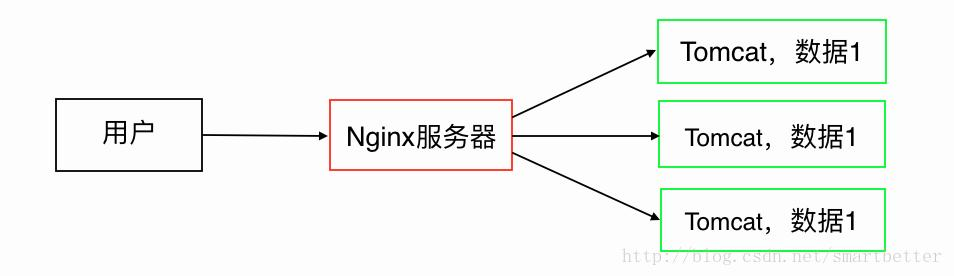 用户
Nginx服务器
Tomcat，数据1
Tomcat，数据1
Tomcat，数据1
http://blog.csdn.net/smartbetter